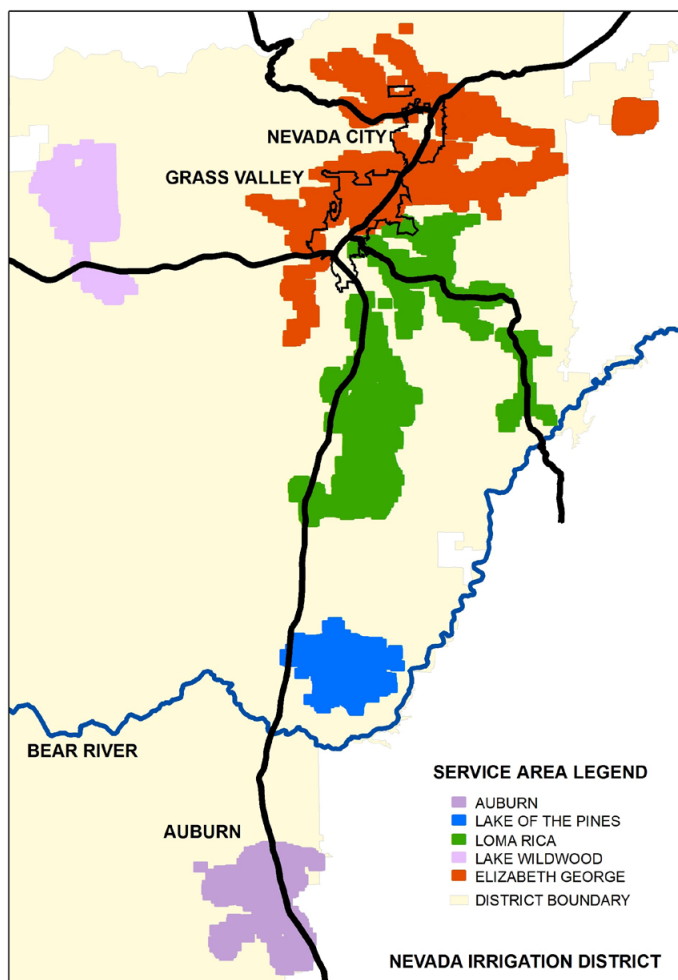 NEVADA CITY
GRASS VALLEY
BEAR RIVER
AUBURN
SERVICE AREA LEGEND
AUBURN
LAKE OF THE PINES
LOMA RICA
LAKE WILDWOOD
ELIZABETH GEORGE
DISTRICT BOUNDARY
NEVADA IRRIGATION DISTRICT